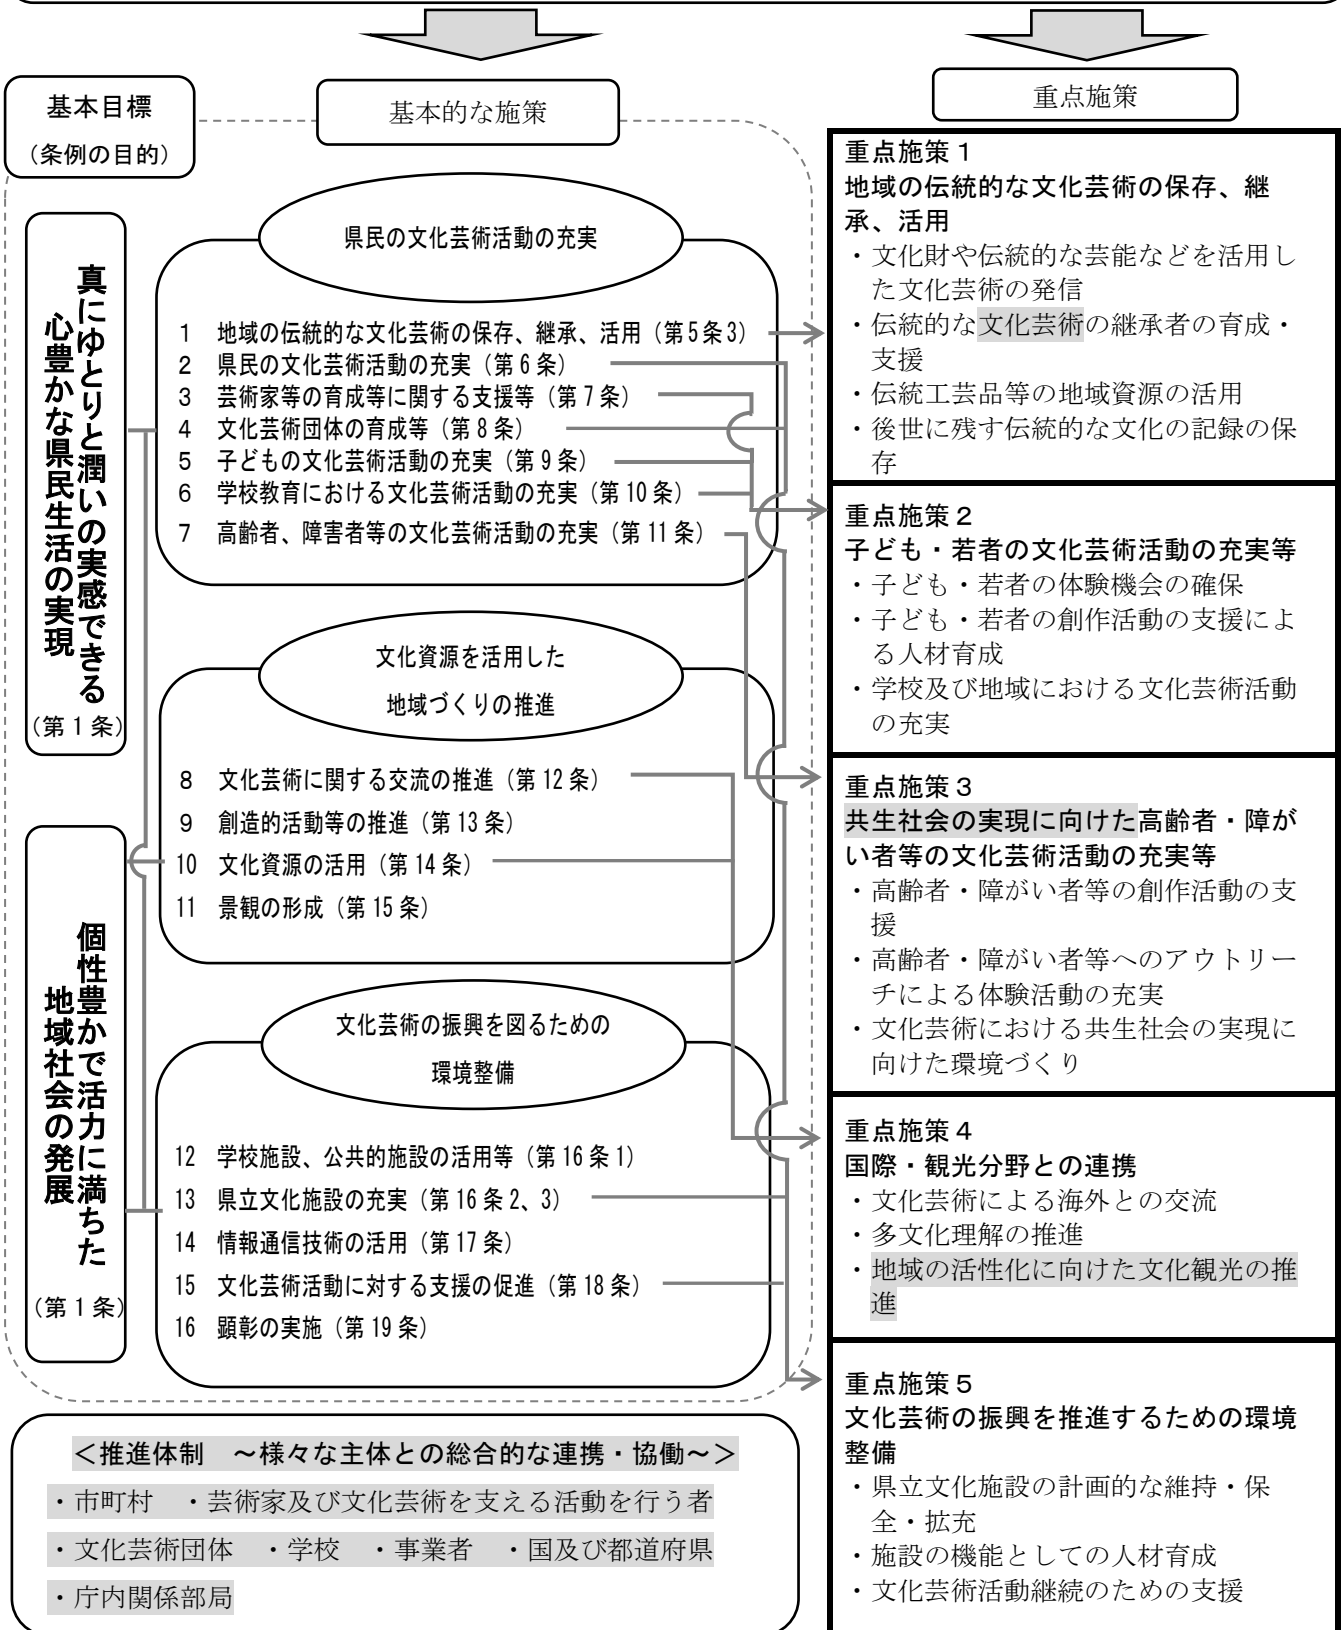 基本目標
（条例の目的）
基本的な施策
重点施策
真にゆとりと潤いの実感できる
心豊かな県民生活の実現
（第１条）
個性豊かで活力に満ちた
地域社会の発展
（第１条）
県民の文化芸術活動の充実
1 地域の伝統的な文化芸術の保存、継承、活用（第5条3）
2 県民の文化芸術活動の充実（第6条）
3 芸術家等の育成等に関する支援等（第7条）
4 文化芸術団体の育成等（第8条）
5 子どもの文化芸術活動の充実（第9条）
6 学校教育における文化芸術活動の充実（第10条）
7 高齢者、障害者等の文化芸術活動の充実（第11条）
文化資源を活用した
地域づくりの推進
8 文化芸術に関する交流の推進（第12条）
9 創造的活動等の推進（第13条）
10 文化資源の活用（第14条）
11 景観の形成（第15条）
文化芸術の振興を図るための
環境整備
12 学校施設、公共的施設の活用等（第16条1）
13 県立文化施設の充実（第16条2、3）
14 情報通信技術の活用（第17条）
15 文化芸術活動に対する支援の促進（第18条）
16 顕彰の実施（第19条）
＜推進体制　～様々な主体との総合的な連携・協働～＞
・市町村　・芸術家及び文化芸術を支える活動を行う者
・文化芸術団体　・学校　・事業者　・国及び都道府県
・庁内関係部局
重点施策１
地域の伝統的な文化芸術の保存、継
承、活用
・文化財や伝統的な芸能などを活用し
た文化芸術の発信
・伝統的な文化芸術の継承者の育成・
支援
・伝統工芸品等の地域資源の活用
・後世に残す伝統的な文化の記録の保
存
重点施策２
子ども・若者の文化芸術活動の充実等
・子ども・若者の体験機会の確保
・子ども・若者の創作活動の支援によ
る人材育成
・学校及び地域における文化芸術活動
の充実
重点施策３
共生社会の実現に向けた高齢者・障が
い者等の文化芸術活動の充実等
・高齢者・障がい者等の創作活動の支
援
・高齢者・障がい者等へのアウトリー
チによる体験活動の充実
・文化芸術における共生社会の実現に
向けた環境づくり
重点施策４
国際・観光分野との連携
・文化芸術による海外との交流
・多文化理解の推進
・地域の活性化に向けた文化観光の推
進
重点施策５
文化芸術の振興を推進するための環境
整備
・県立文化施設の計画的な維持・保
全・拡充
・施設の機能としての人材育成
・文化芸術活動継続のための支援